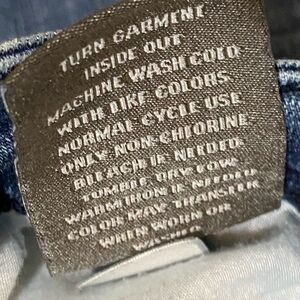 TURN GARMENT
INSIDE OUT
MACHINE WASH COLD
WITH LIKE COLORS
NORMAL CYCLE USE
ONLY NON-CHLORINE
BLEACH IF NEEDED
TUMBLE DRY LOW
WARM IRON IF NEEDED
COLOR MAY TRANSFER
WHEN WORN OR
WASHED